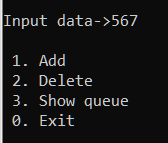 Input data->567
1. Add
2. Delete
3. Show queue
0. Exit